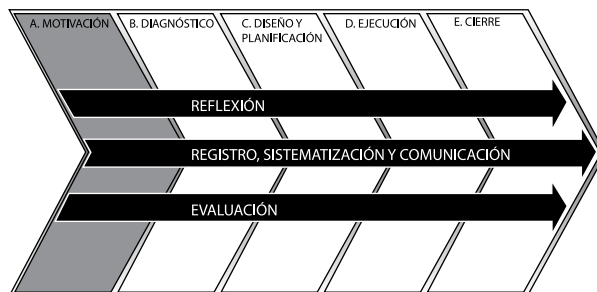 A. MOTIVACIÓN
B. DIAGNÓSTICO
C. DISEÑO Y
PLANIFICACIÓN
D. EJECUCIÓN
E. CIERRE
REFLEXIÓN
REGISTRO, SISTEMATIZACIÓN Y COMUNICACIÓN
EVALUACIÓN